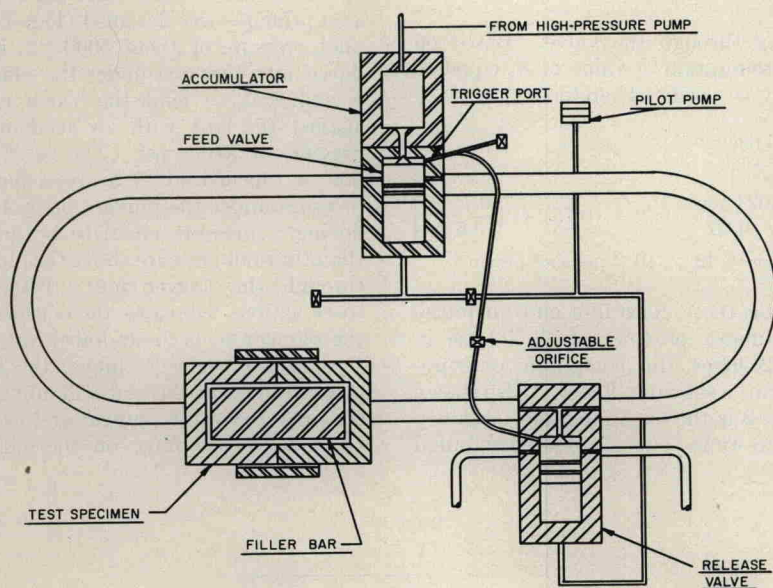 FROM HIGH-PRESSURE PUMP
ACCUMULATOR
TRIGGER PORT
PILOT PUMP
FEED VALVE
ADJUSTABLE
ORIFICE
TEST SPECIMEN
FILLER BAR
RELEASE
VALVE